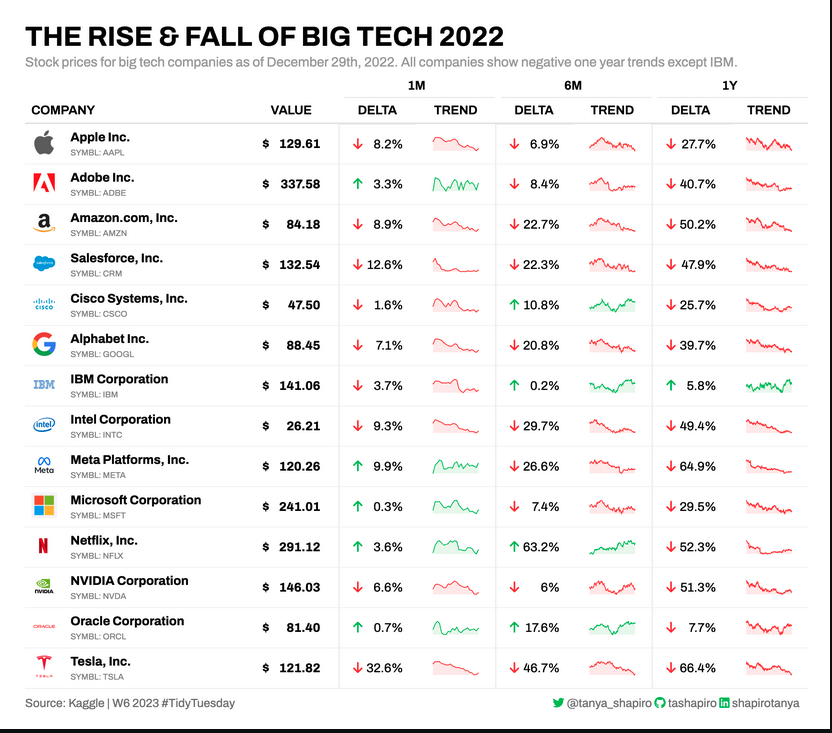 THE RISE & FALL OF BIG TECH 2022
Stock prices for big tech companies as of December 29th, 2022. All companies show negative one year trends except IBM.
1M 6M 1Y
COMPANY VALUE DELTA TREND DELTA TREND DELTA TREND
Apple Inc.
SYMBL: AAPL
$ 129.61 ↓ 8.2% ↓ 6.9% ↓ 27.7%
Adobe Inc.
SYMBL: ADBE
$ 337.58 ↑ 3.3% ↓ 8.4% ↓ 40.7%
a
Amazon.com, Inc.
SYMBL: AMZN
$ 84.18 ↓ 8.9% ↓ 22.7% ↓ 50.2%
salesforce
Salesforce, Inc.
SYMBL: CRM
$ 132.54 ↓ 12.6% ↓ 22.3% ↓ 47.9%
CISCO
Cisco Systems, Inc.
SYMBL: CSCO
$ 47.50 ↓ 1.6% ↑ 10.8% ↓ 25.7%
G
Alphabet Inc.
SYMBL: GOOGL
$ 88.45 ↓ 7.1% ↓ 20.8% ↓ 39.7%
IBM
IBM Corporation
SYMBL: IBM
$ 141.06 ↓ 3.7% ↑ 0.2% ↑ 5.8%
intel
Intel Corporation
SYMBL: INTC
$ 26.21 ↓ 9.3% ↓ 29.7% ↓ 49.4%
Meta
Meta Platforms, Inc.
SYMBL: META
$ 120.26 ↑ 9.9% ↓ 26.6% ↓ 64.9%
Microsoft Corporation
SYMBL: MSFT
$ 241.01 ↑ 0.3% ↓ 7.4% ↓ 29.5%
N
Netflix, Inc.
SYMBL: NFLX
$ 291.12 ↑ 3.6% ↑ 63.2% ↓ 52.3%
NVIDIA
NVIDIA Corporation
SYMBL: NVDA
$ 146.03 ↓ 6.6% ↓ 6% ↓ 51.3%
ORACLE
Oracle Corporation
SYMBL: ORCL
$ 81.40 ↑ 0.7% ↑ 17.6% ↓ 7.7%
TESLA
Tesla, Inc.
SYMBL: TSLA
$ 121.82 ↓ 32.6% ↓ 46.7% ↓ 66.4%
Source: Kaggle | W6 2023 #TidyTuesday @tanya_shapiro tashapiro in shapirotanya